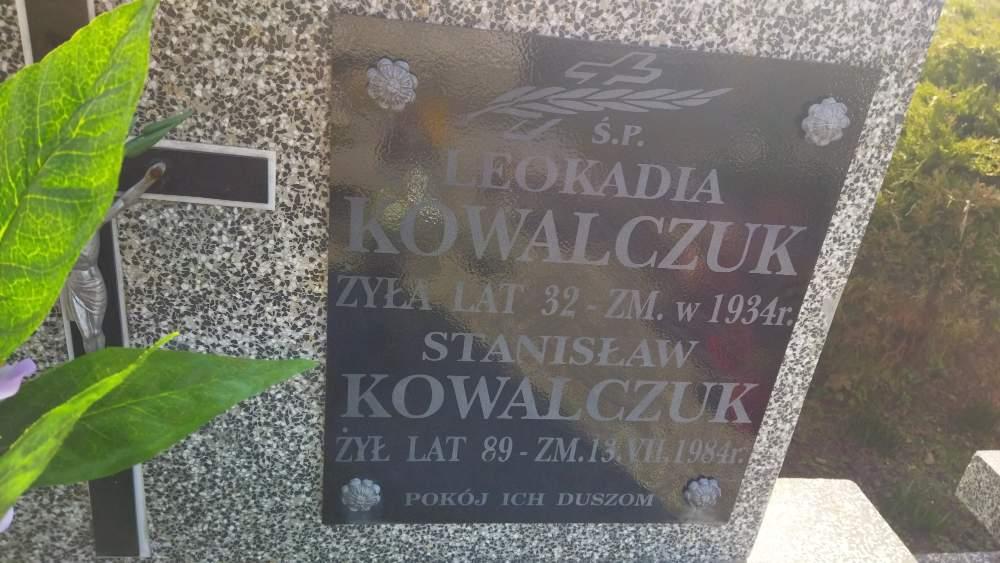 Ś.P.
LEOKADIA
KOWALCZUK
ŻYŁA LAT 32 - ZM. w 1934r.
STANISŁAW
KOWALCZUK
ŻYŁ LAT 89 - ZM. 13.VII.1984r.
POKÓJ ICH DUSZOM